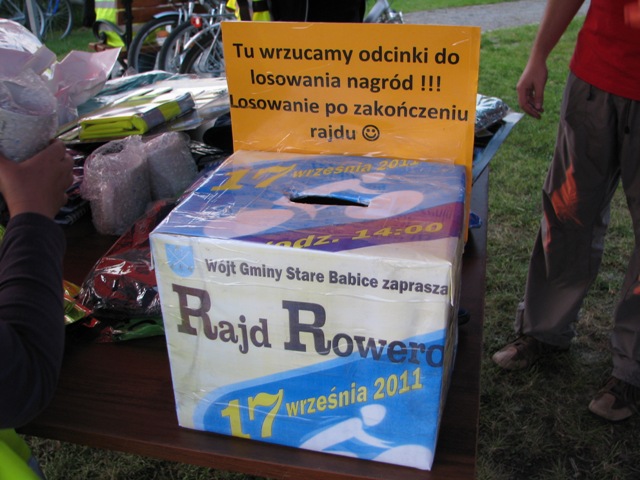 Tu wrzucamy odcinki do
losowania nagród !!!
Losowanie po zakończeniu
rajdu ☺
17 września 2011
godz. 14:00
Wójt Gminy Stare Babice zaprasza
Rajd Rowero
17 września 2011